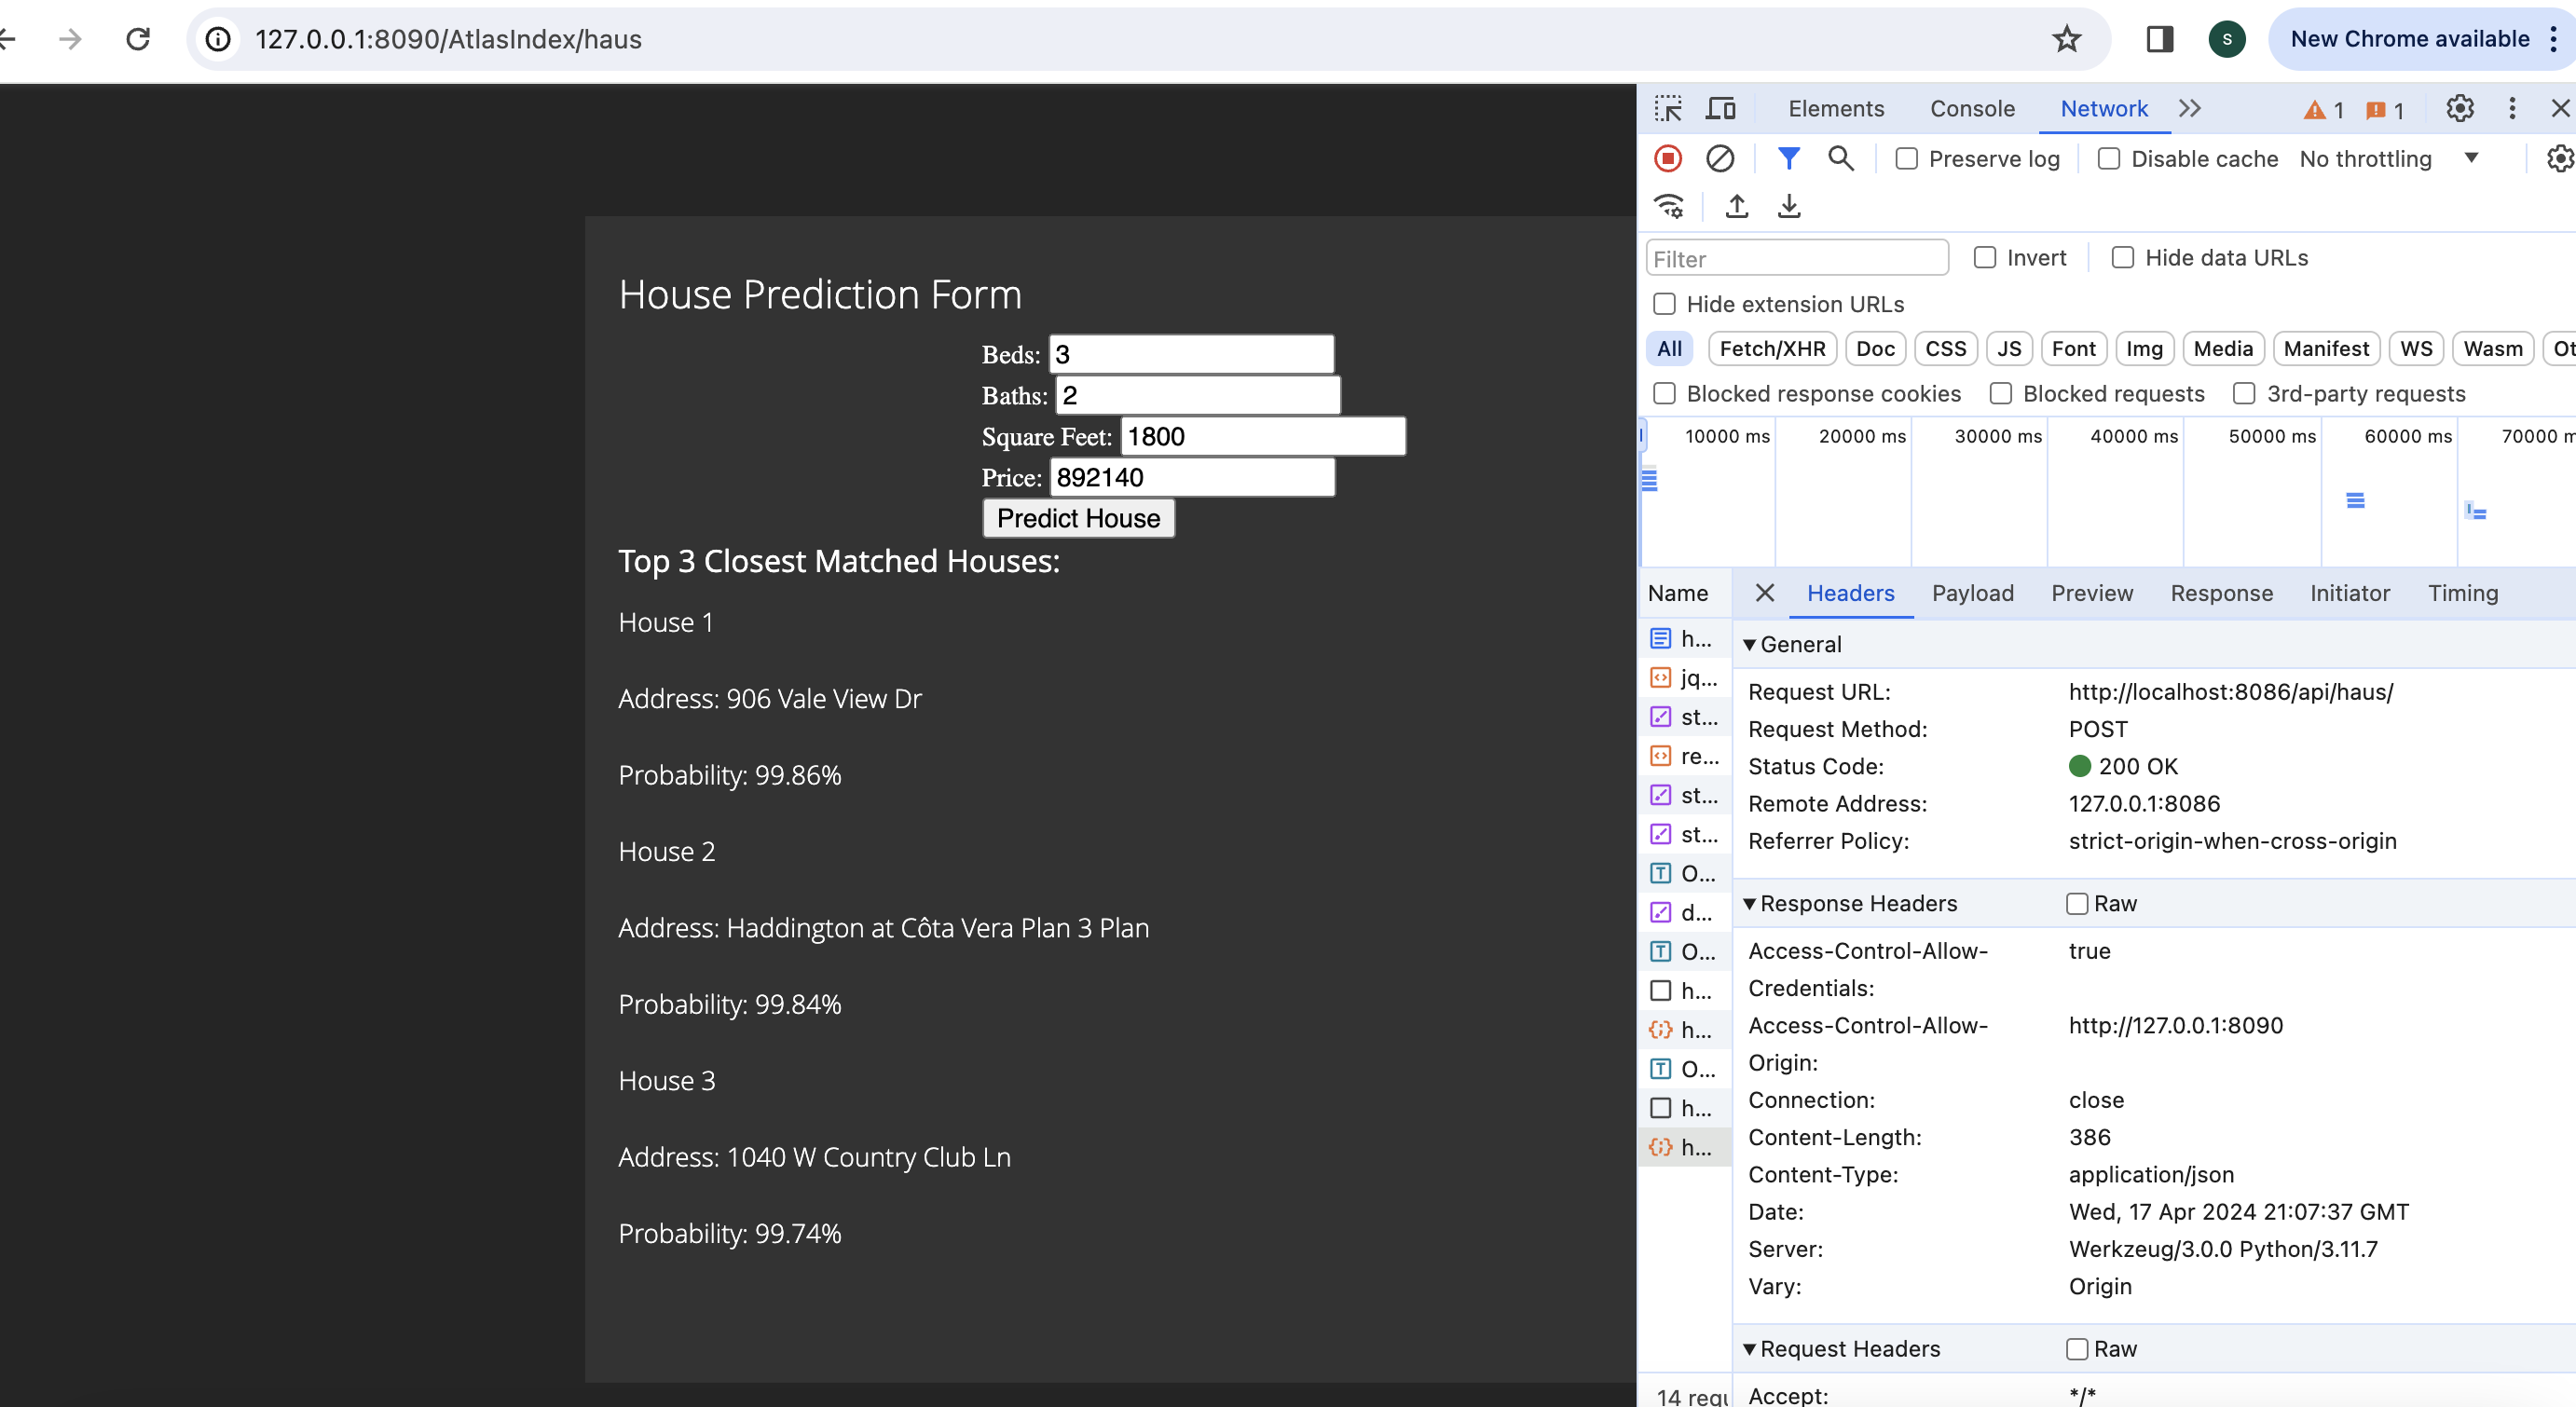 127.0.0.1:8090/AtlasIndex/haus
S
New Chrome available
House Prediction Form
Beds: 3
Baths: 2
Square Feet: 1800
Price: 892140
Predict House
Top 3 Closest Matched Houses:
House 1
Address: 906 Vale View Dr
Probability: 99.86%
House 2
Address: Haddington at Côta Vera Plan 3 Plan
Probability: 99.84%
House 3
Address: 1040 W Country Club Ln
Probability: 99.74%
Elements Console Network 1 1
Preserve log Disable cache No throttling
Filter Invert Hide data URLs
Hide extension URLs
All Fetch/XHR Doc CSS JS Font Img Media Manifest WS Wasm Ot
Blocked response cookies Blocked requests 3rd-party requests
10000 ms 20000 ms 30000 ms 40000 ms 50000 ms 60000 ms 70000 m
Name Headers Payload Preview Response Initiator Timing
h...
jq...
st...
re...
st...
st...
O...
d...
O...
h...
h...
O...
h...
h...
14 requ
General
Request URL: http://localhost:8086/api/haus/
Request Method: POST
Status Code: 200 OK
Remote Address: 127.0.0.1:8086
Referrer Policy: strict-origin-when-cross-origin
Response Headers Raw
Access-Control-Allow- true
Credentials:
Access-Control-Allow- http://127.0.0.1:8090
Origin:
Connection: close
Content-Length: 386
Content-Type: application/json
Date: Wed, 17 Apr 2024 21:07:37 GMT
Server: Werkzeug/3.0.0 Python/3.11.7
Vary: Origin
Request Headers Raw
Accept: */*